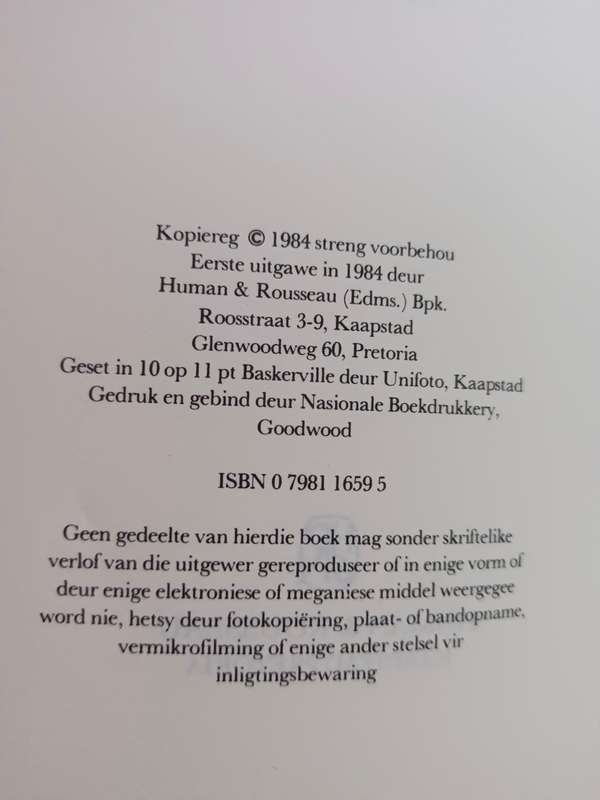 Kopiereg © 1984 streng voorbehou
Eerste uitgawe in 1984 deur
Human & Rousseau (Edms.) Bpk.
Roosstraat 3-9, Kaapstad
Glenwoodweg 60, Pretoria
Geset in 10 op 11 pt Baskerville deur Unifoto, Kaapstad
Gedruk en gebind deur Nasionale Boekdrukkery,
Goodwood
ISBN 0 7981 1659 5
Geen gedeelte van hierdie boek mag sonder skriftelike
verlof van die uitgewer gereproduseer of in enige vorm of
deur enige elektroniese of meganiese middel weergegee
word nie, hetsy deur fotokopiëring, plaat- of bandopname,
vermikrofilming of enige ander stelsel vir
inligtingsbewaring